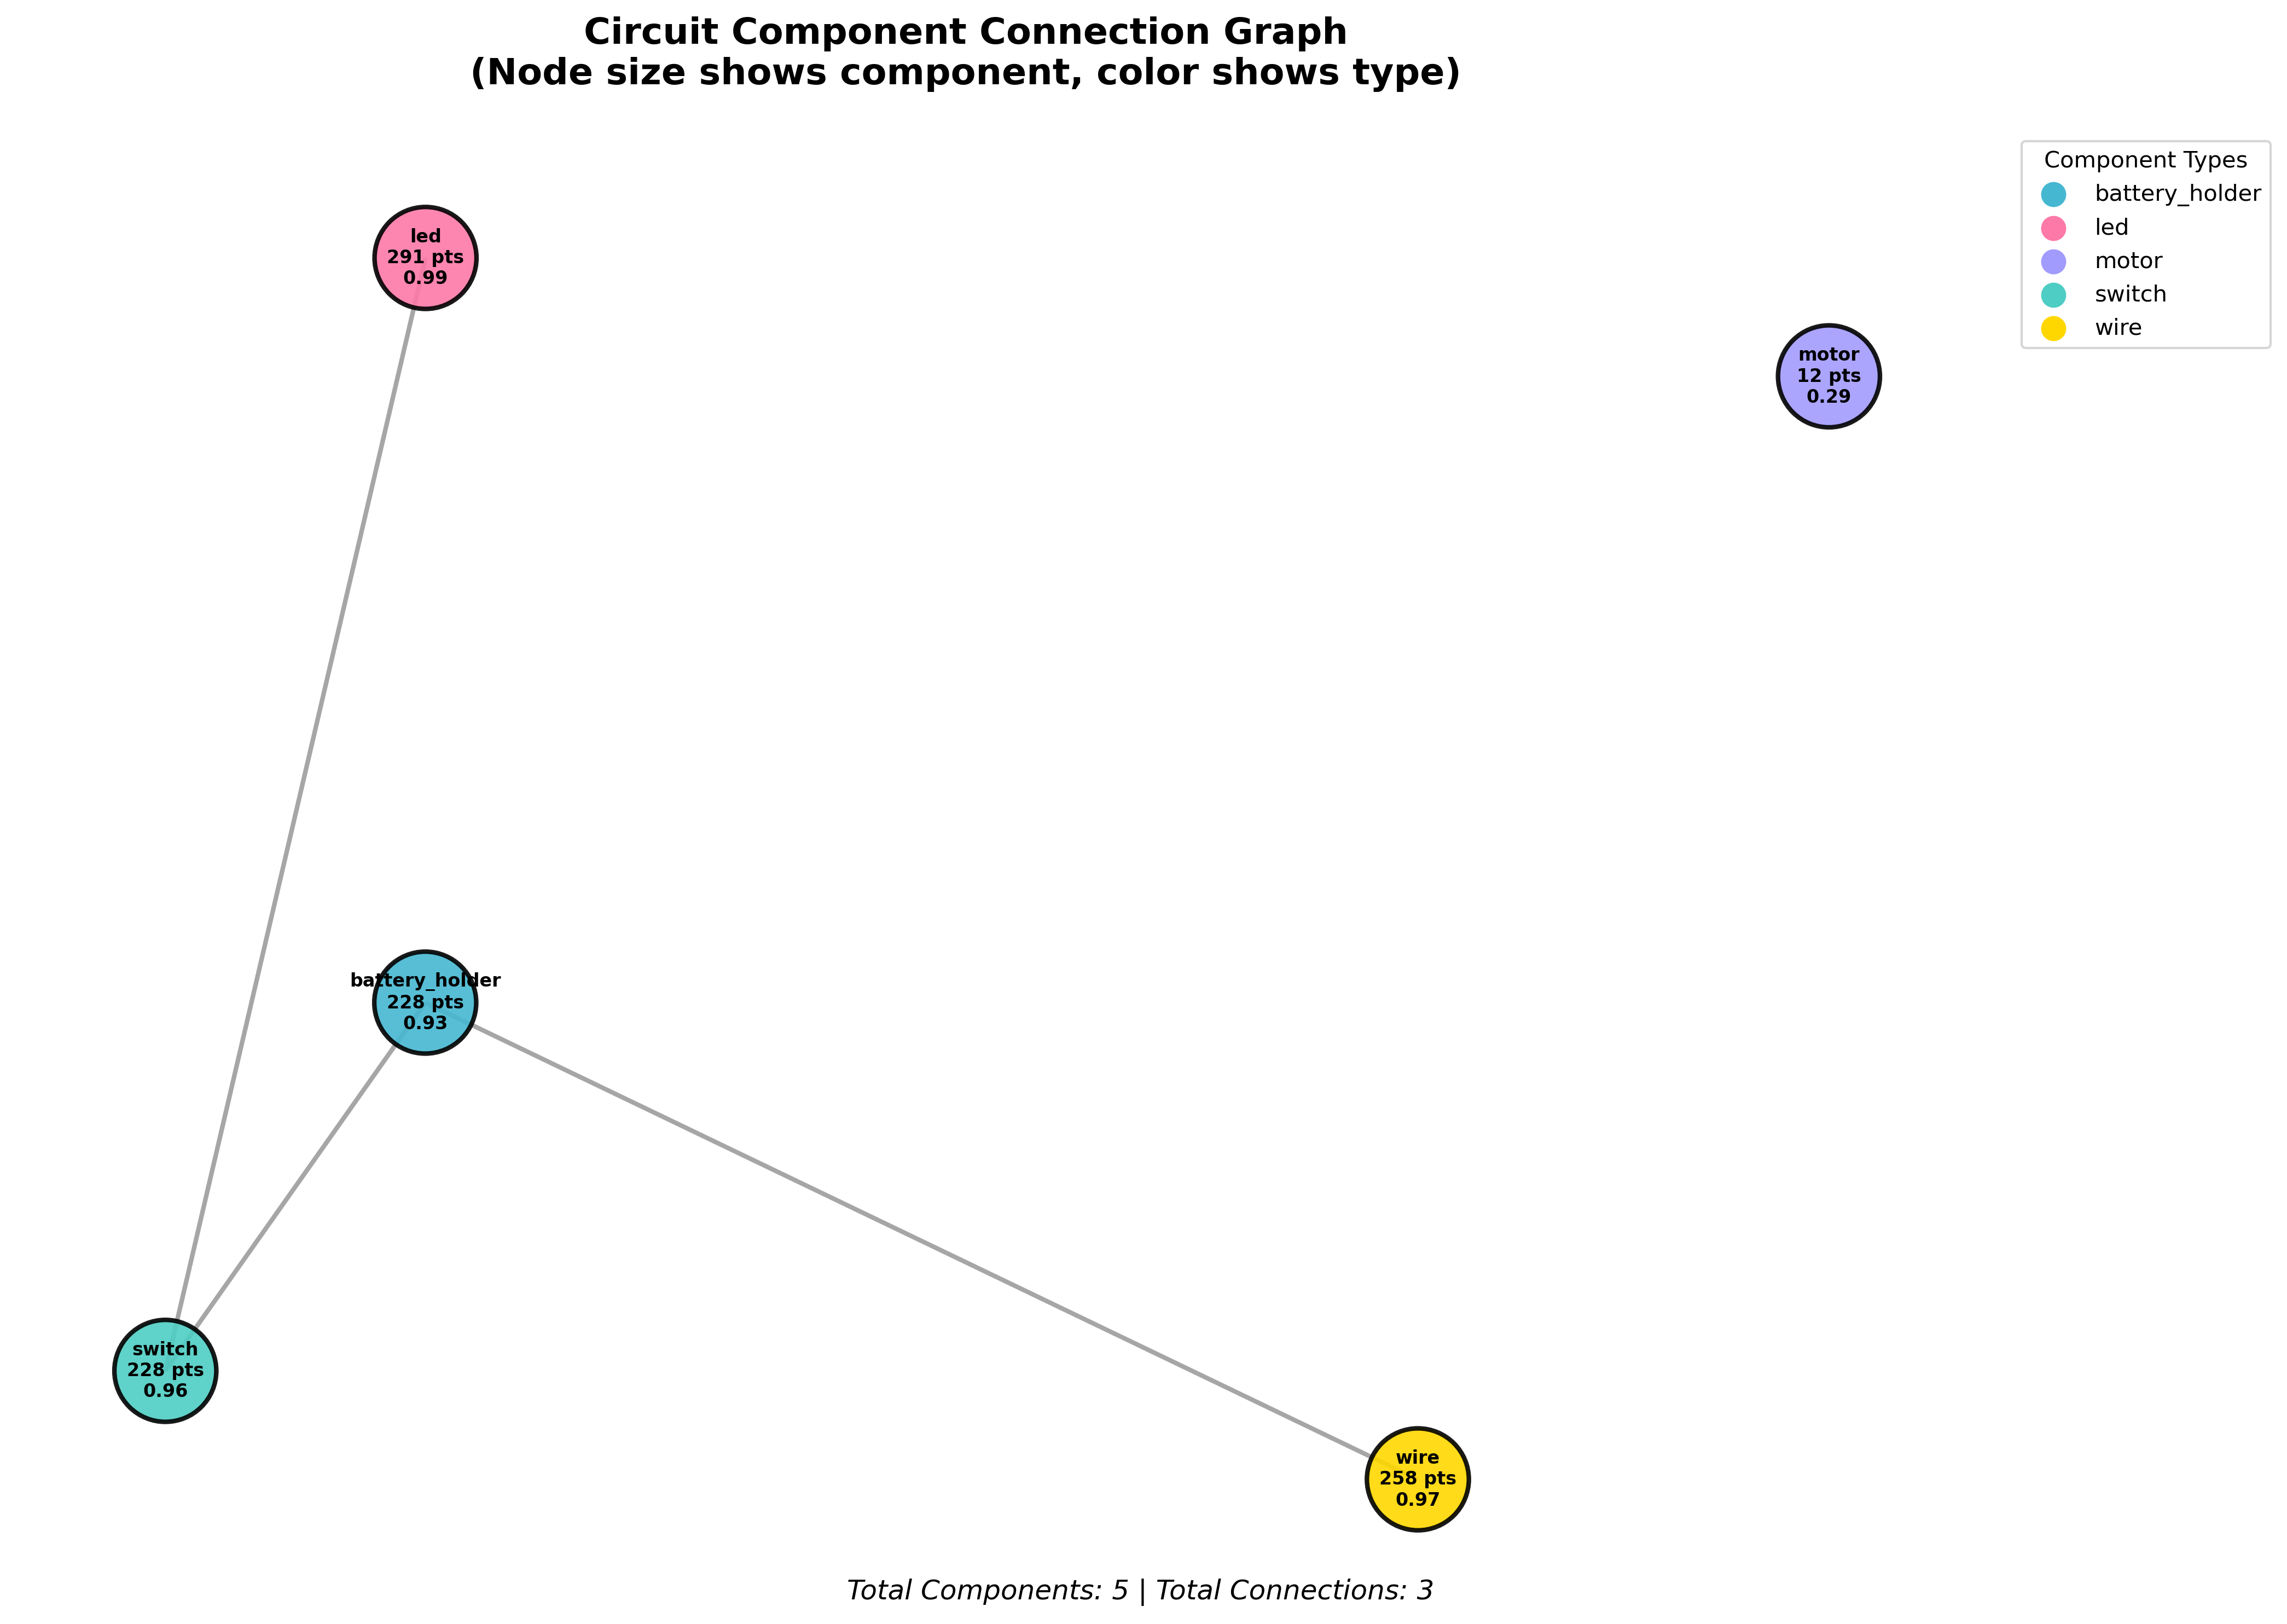 Circuit Component Connection Graph
(Node size shows component, color shows type)
Component Types
battery_holder
led
motor
switch
wire
led
291 pts
0.99
motor
12 pts
0.29
battery_holder
228 pts
0.93
switch
228 pts
0.96
wire
258 pts
0.97
Total Components: 5 | Total Connections: 3